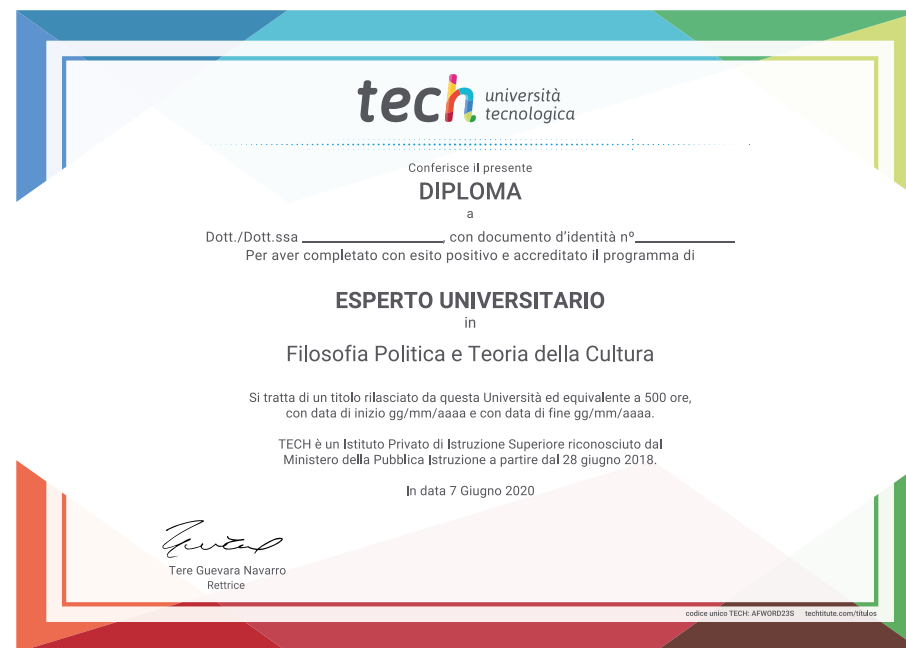 tech università
tecnologica
Conferisce il presente
DIPLOMA
a
Dott./Dott.ssa ____________________, con documento d'identità nº______________
Per aver completato con esito positivo e accreditato il programma di
ESPERTO UNIVERSITARIO
in
Filosofia Politica e Teoria della Cultura
Si tratta di un titolo rilasciato da questa Università ed equivalente a 500 ore,
con data di inizio gg/mm/aaaa e con data di fine gg/mm/aaaa.
TECH è un Istituto Privato di Istruzione Superiore riconosciuto dal
Ministero della Pubblica Istruzione a partire dal 28 giugno 2018.
In data 7 Giugno 2020
Tere Guevara Navarro
Rettrice
codice unico TECH: AFWORD23S techtitute.com/titulos